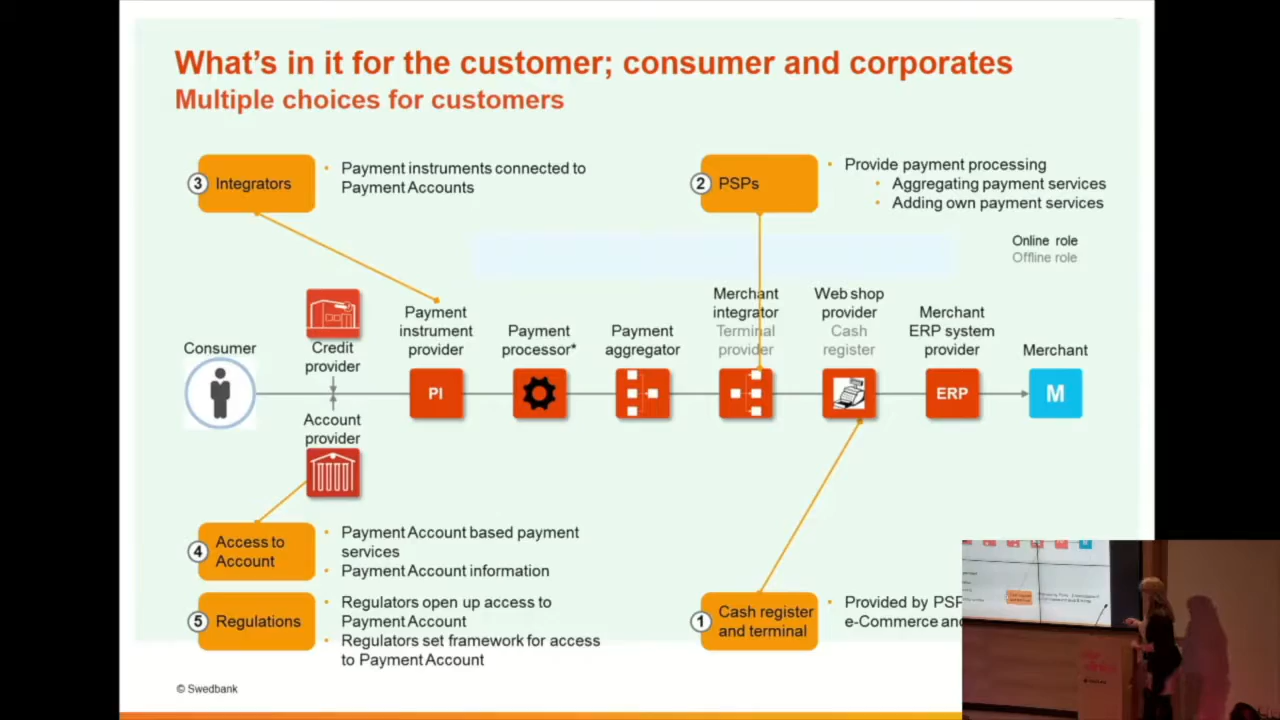 What's in it for the customer; consumer and corporates
Multiple choices for customers
3
Integrators
Payment instruments connected to
Payment Accounts
2
PSPs
Provide payment processing
Aggregating payment services
Adding own payment services
Online role
Offline role
Consumer
Credit
provider
Account
provider
Payment
instrument
provider
PI
Payment
processor*
Payment
aggregator
Merchant
integrator
Terminal
provider
Web shop
provider
Cash
register
Merchant
ERP system
provider
ERP
Merchant
M
4
Access to
Account
Payment Account based payment
services
Payment Account information
5
Regulations
Regulators open up access to
Payment Account
Regulators set framework for access
to Payment Account
1
Cash register
and terminal
Provided by PSP
e-Commerce and
© Swedbank